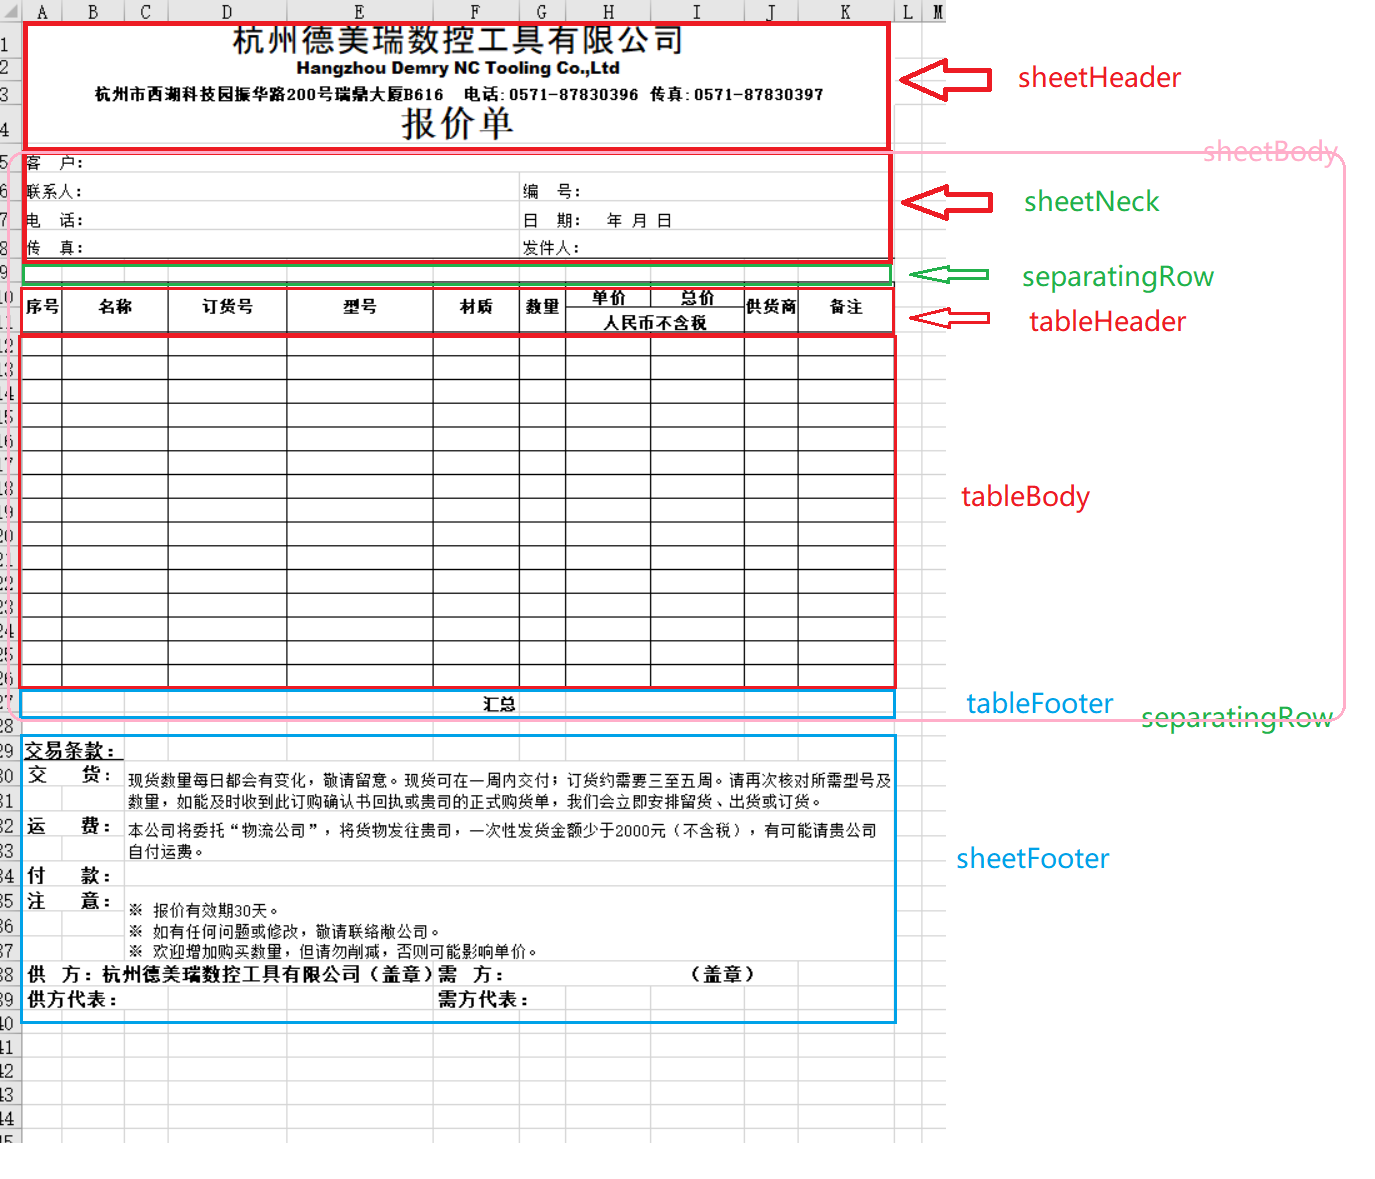 A B C D E F G H I J K L M
1 杭州德美瑞数控工具有限公司
2 Hangzhou Demry NC Tooling Co.,Ltd
sheetHeader
3 杭州市西湖科技园振华路200号瑞鼎大厦B616 电话:0571-87830396 传真:0571-87830397
4 报价单
sheetBody
5 客 户:
6 联系人: 编 号:
sheetNeck
7 电 话: 日 期: 年 月 日
8 传 真: 发件人:
9
separatingRow
10 序号 名称 订货号 型号 材质 数量 单价 总价 供货商 备注
11 人民币不含税
tableHeader
12
13
14
15
16
17
18
tableBody
19
20
21
22
23
24
25
26
27 汇总
tableFooter
separatingRow
28
29 交易条款:
30 交 货: 现货数量每日都会有变化，敬请留意。现货可在一周内交付；订货约需要三至五周。请再次核对所需型号及
31 数量，如能及时收到此订购确认书回执或贵司的正式购货单，我们会立即安排留货、出货或订货。
32 运 费: 本公司将委托“物流公司”，将货物发往贵司，一次性发货金额少于2000元（不含税），有可能请贵公司
33 自付运费。
sheetFooter
34 付 款:
35 注 意: ※ 报价有效期30天。
36 ※ 如有任何问题或修改，敬请联络敝公司。
37 ※ 欢迎增加购买数量，但请勿削减，否则可能影响单价。
38 供 方:杭州德美瑞数控工具有限公司（盖章）需 方: （盖章）
39 供方代表: 需方代表:
40
41
42
43
44
45